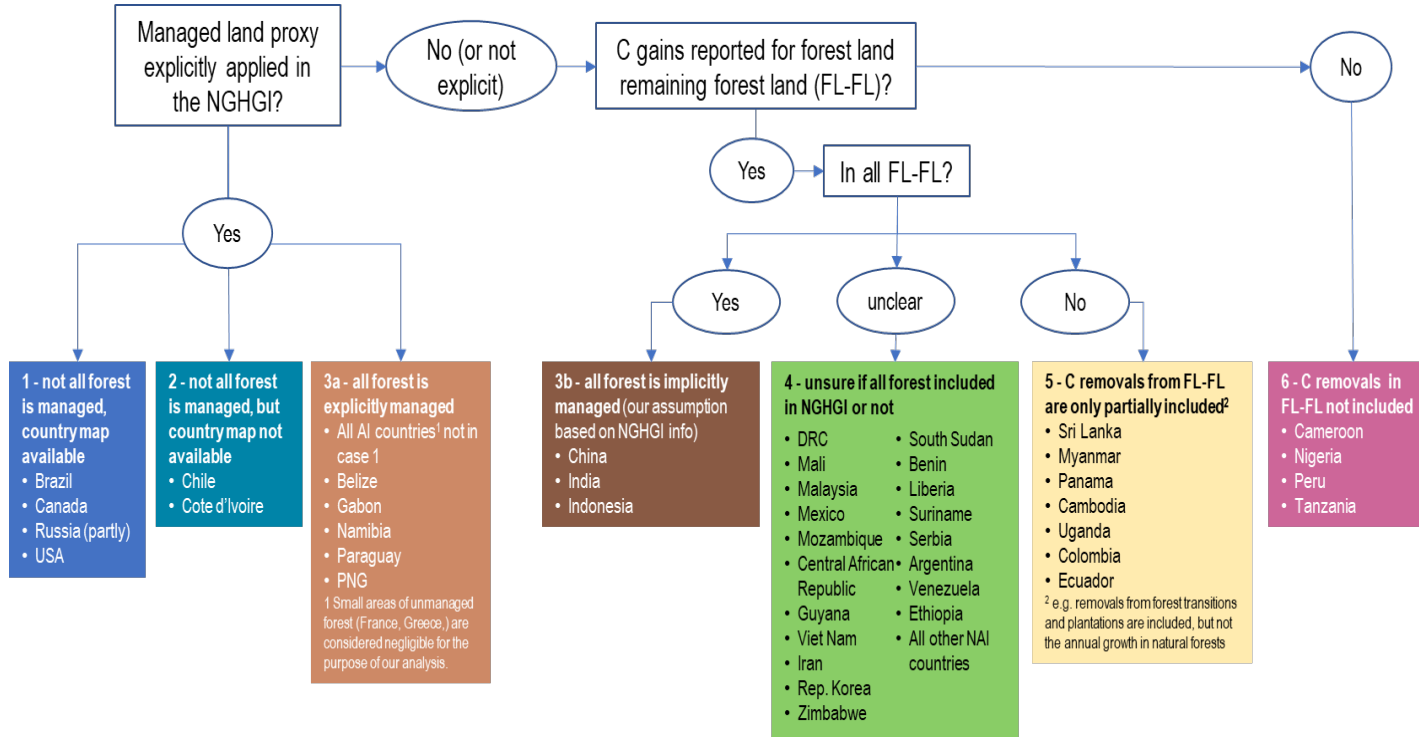 Managed land proxy
explicitly applied in
the NGHGI?
No (or not
explicit)
C gains reported for forest land
remaining forest land (FL-FL)?
No
Yes
In all FL-FL?
Yes
Yes
unclear
No
1 - not all forest
is managed,
country map
available
• Brazil
• Canada
• Russia (partly)
• USA
2 - not all forest
is managed, but
country map not
available
• Chile
• Cote d'Ivoire
3a - all forest is
explicitly managed
• All AI countries¹ not in
case 1
• Belize
• Gabon
• Namibia
• Paraguay
• PNG
1 Small areas of unmanaged
forest (France, Greece,) are
considered negligible for the
purpose of our analysis.
3b - all forest is implicitly
managed (our assumption
based on NGHGI info)
• China
• India
• Indonesia
4 - unsure if all forest included
in NGHGI or not
• DRC
• Mali
• Malaysia
• Mexico
• Mozambique
• Central African
Republic
• Guyana
• Viet Nam
• Iran
• Rep. Korea
• Zimbabwe
• South Sudan
• Benin
• Liberia
• Suriname
• Serbia
• Argentina
• Venezuela
• Ethiopia
• All other NAI
countries
5 - C removals from FL-FL
are only partially included²
• Sri Lanka
• Myanmar
• Panama
• Cambodia
• Uganda
• Colombia
• Ecuador
² e.g. removals from forest transitions
and plantations are included, but not
the annual growth in natural forests
6 - C removals in
FL-FL not included
• Cameroon
• Nigeria
• Peru
• Tanzania